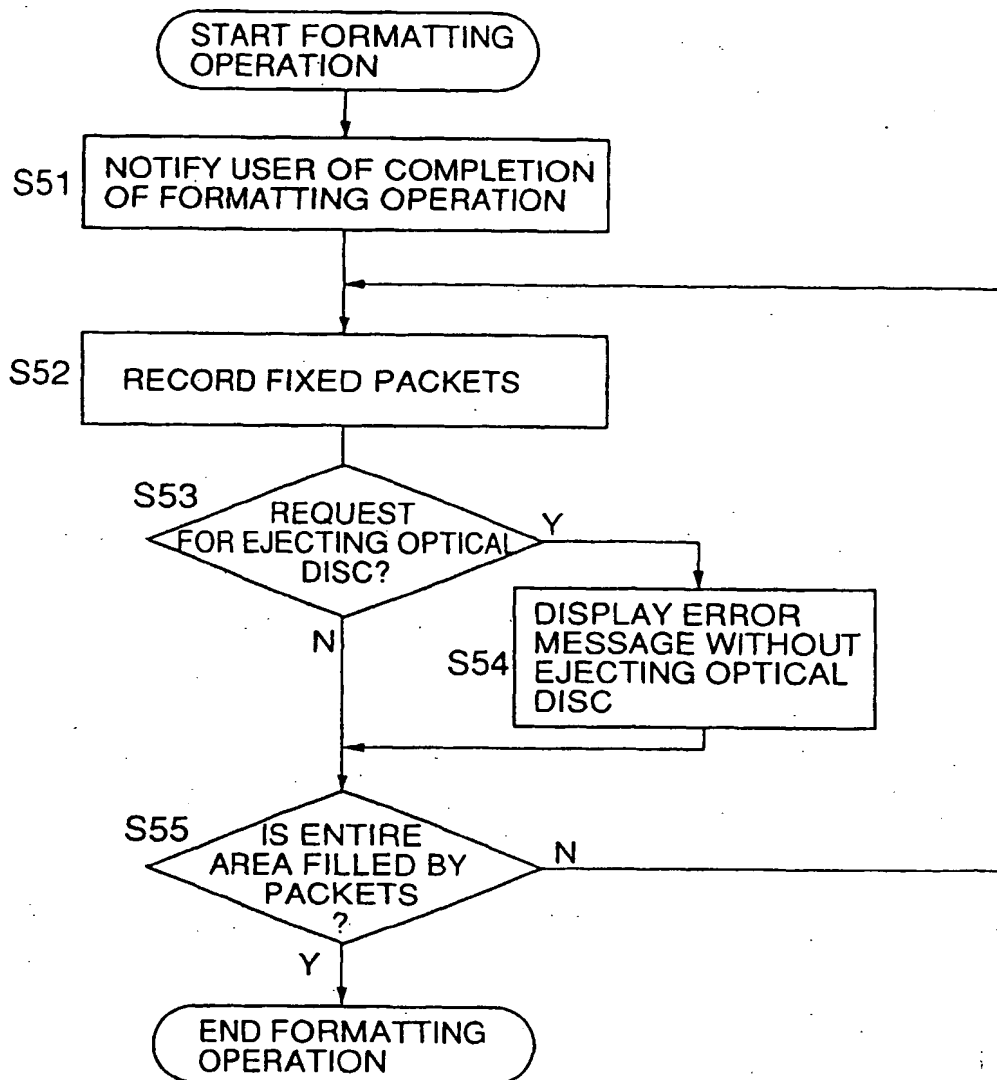 START FORMATTING
OPERATION
S51
NOTIFY USER OF COMPLETION
OF FORMATTING OPERATION
S52
RECORD FIXED PACKETS
S53
REQUEST
FOR EJECTING OPTICAL
DISC?
Y
N
S54
DISPLAY ERROR
MESSAGE WITHOUT
EJECTING OPTICAL
DISC
S55
IS ENTIRE
AREA FILLED BY
PACKETS
?
N
Y
END FORMATTING
OPERATION